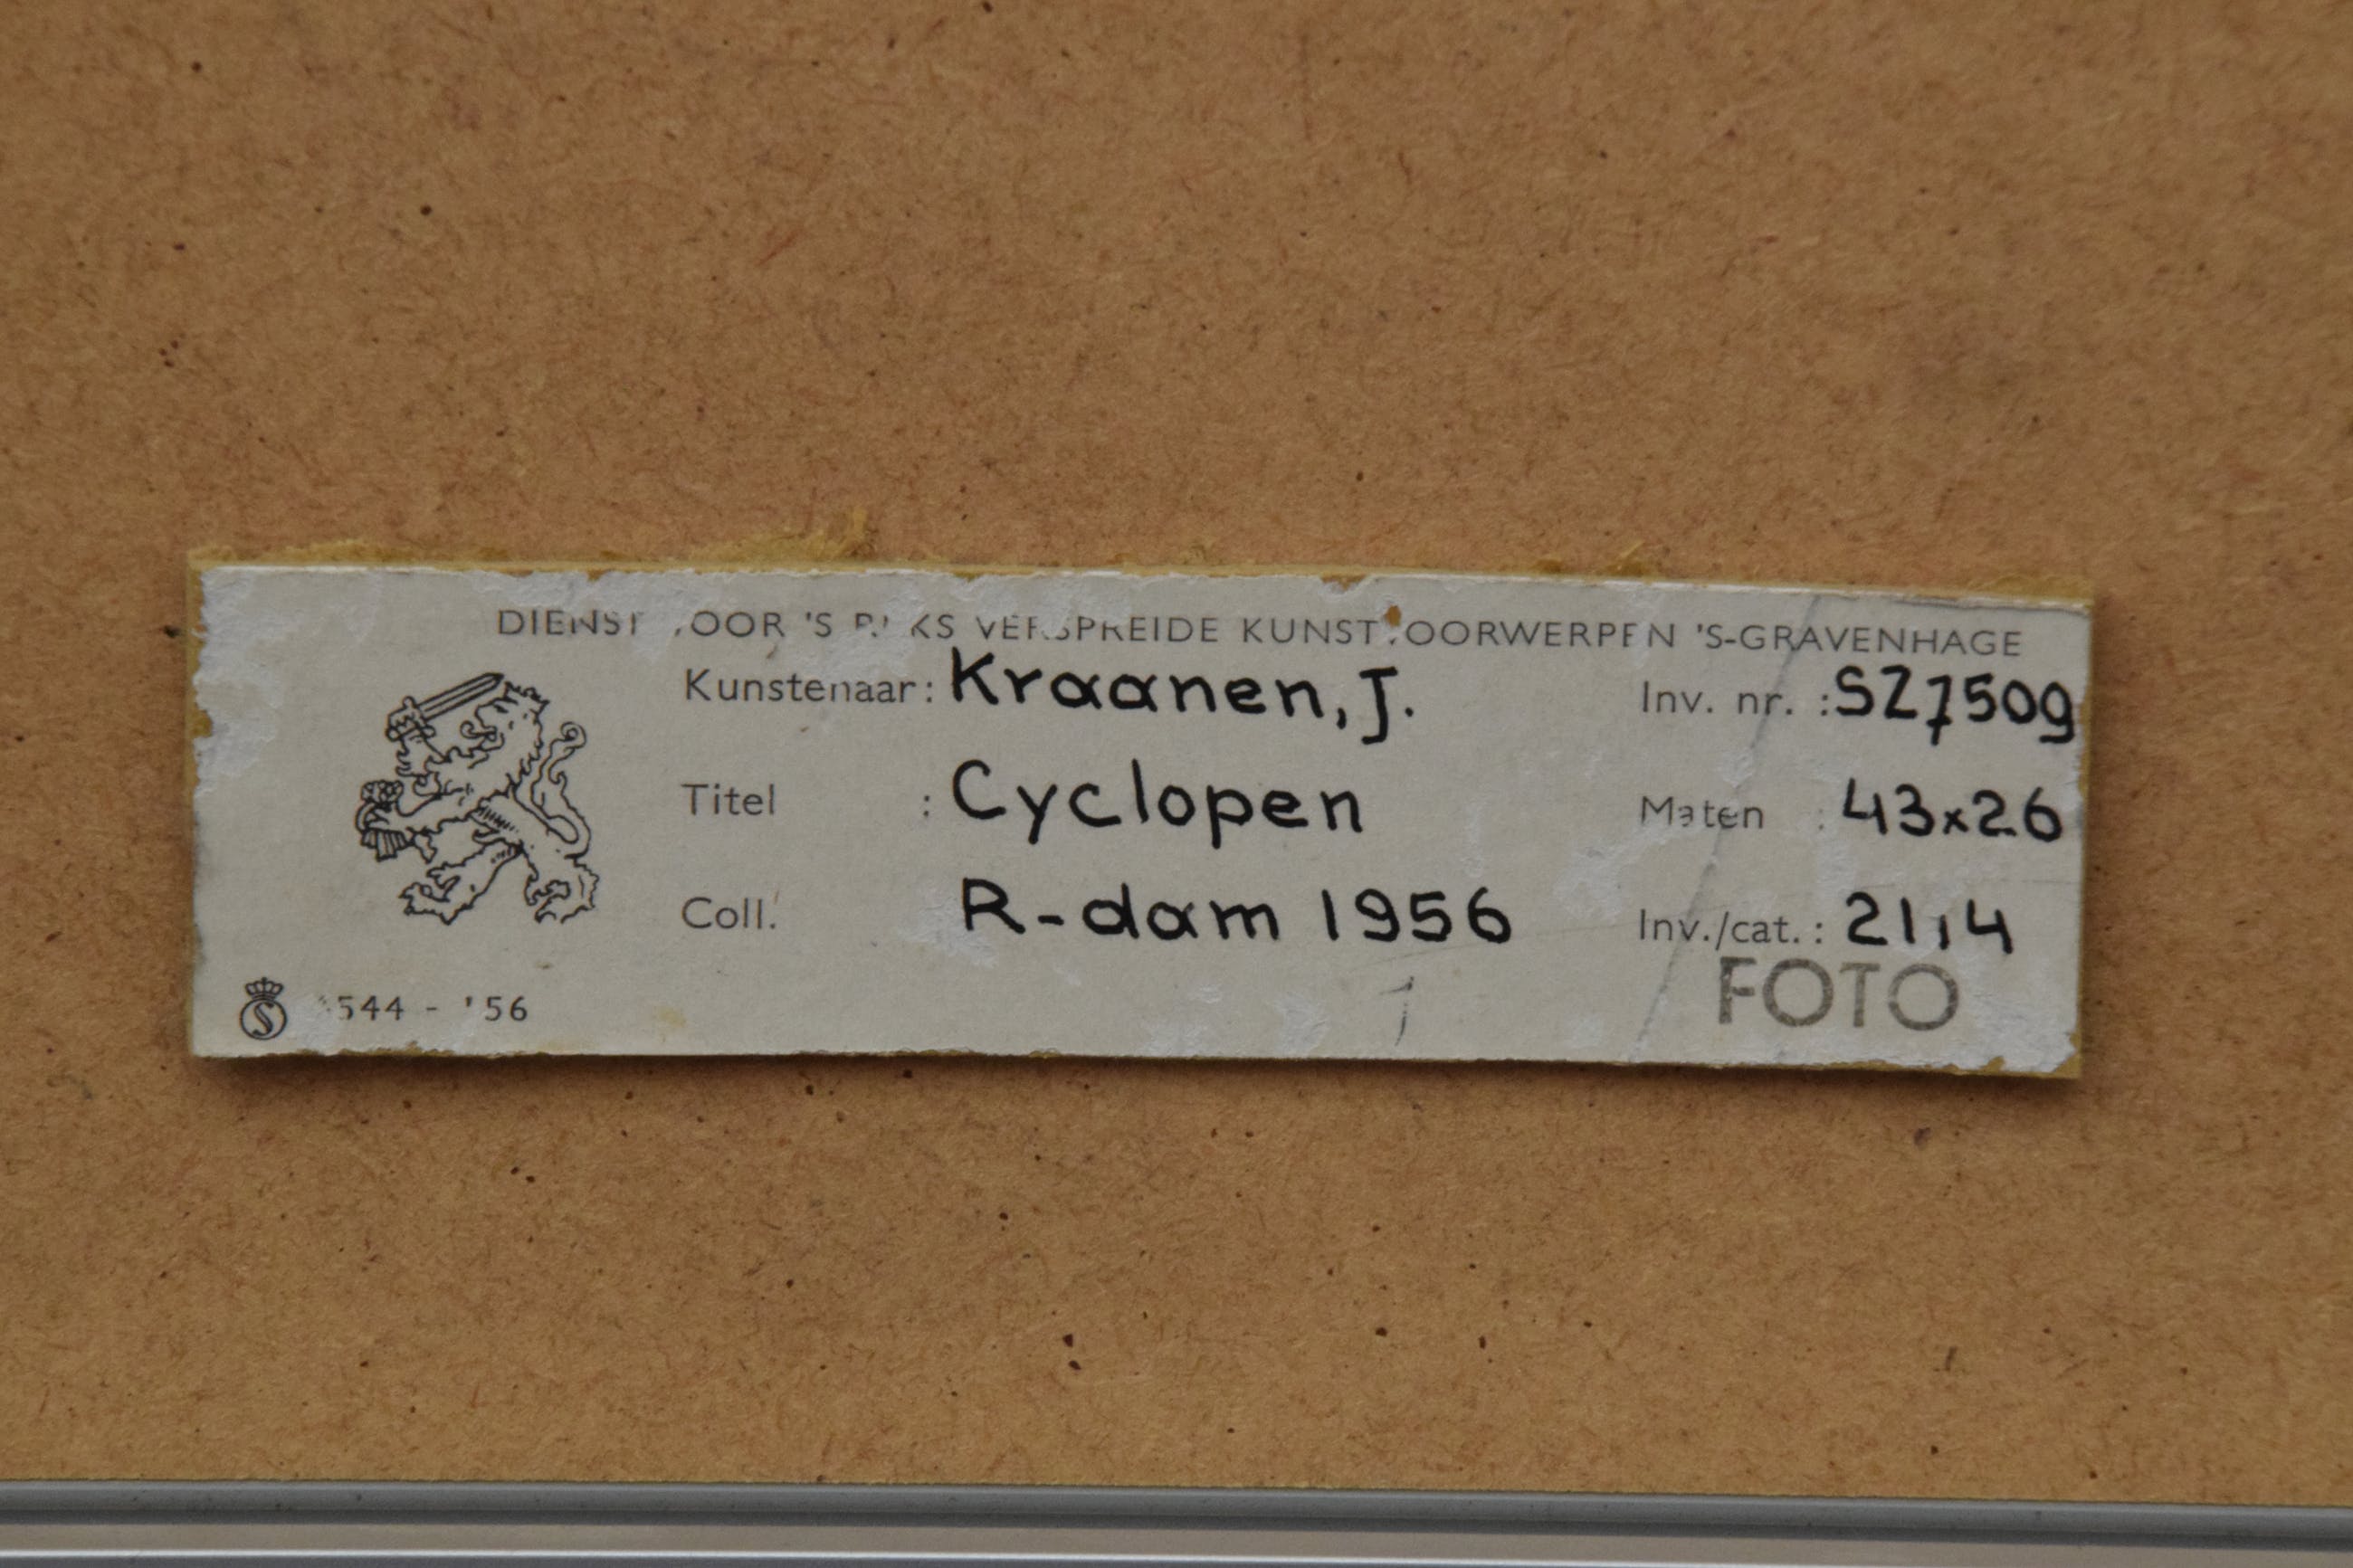 DIENST VOOR 'S RIJKS VERSPREIDE KUNSTVOORWERPEN 'S-GRAVENHAGE
Kunstenaar: Kraanen, J. Inv. nr. : SZ7509
Titel : Cyclopen Maten : 43x26
Coll. R-dam 1956 Inv./cat. : 21,4
FOTO
S 544 - '56